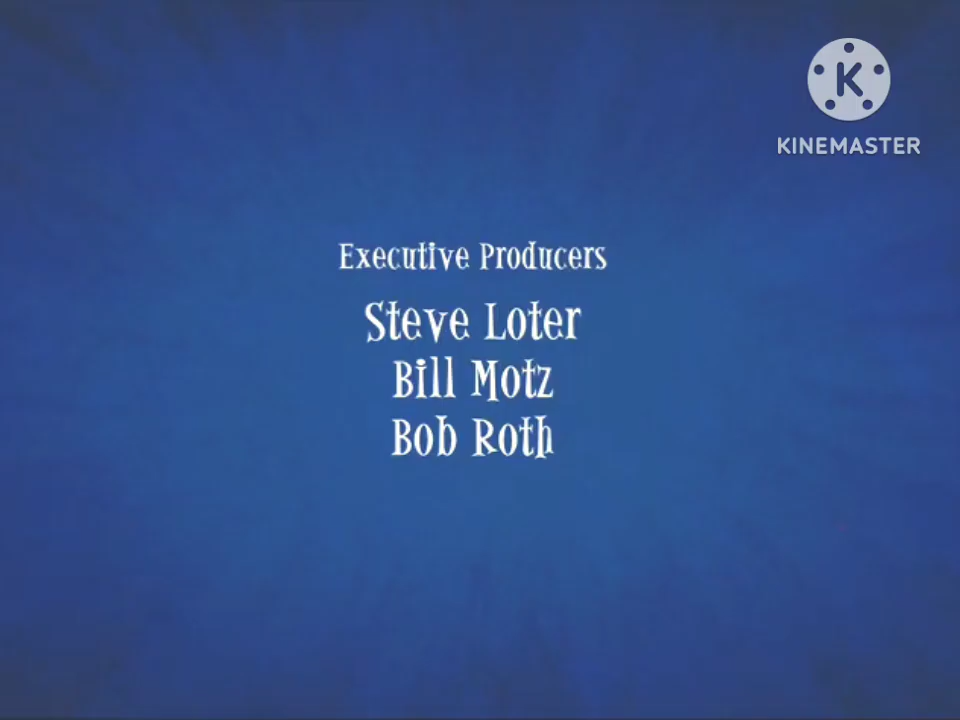 K
KINEMASTER
Executive Producers
Steve Loter
Bill Motz
Bob Roth